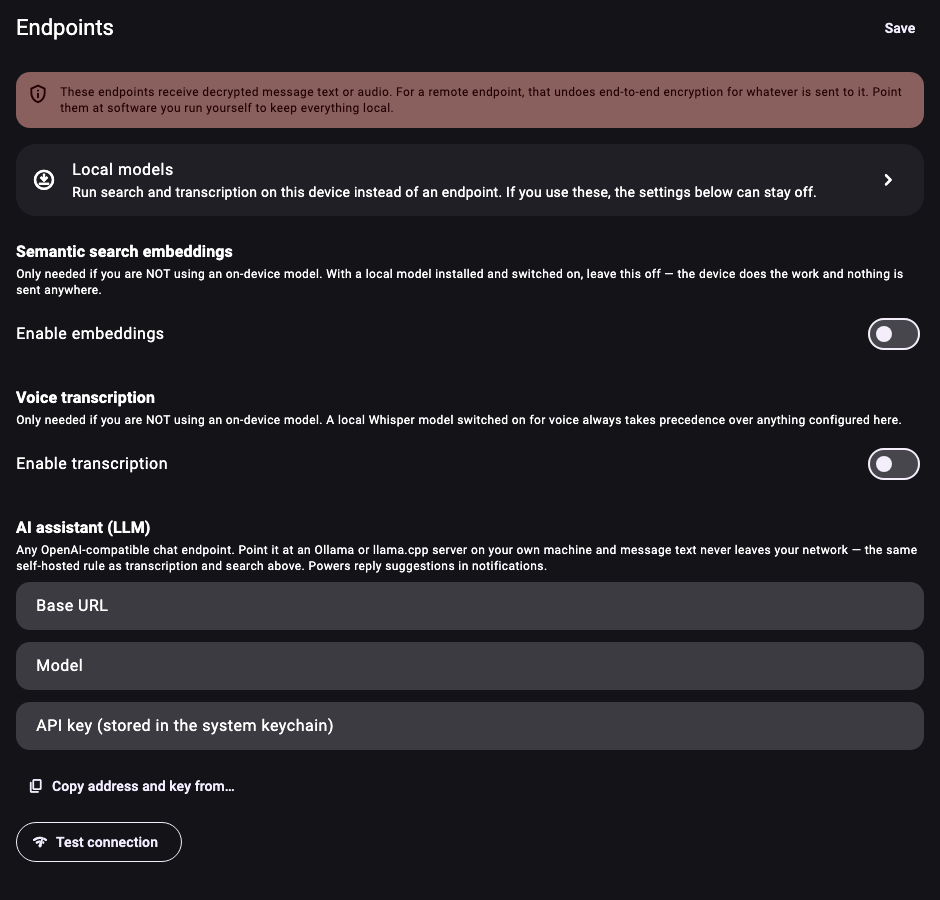 Endpoints
Save
These endpoints receive decrypted message text or audio. For a remote endpoint, that undoes end-to-end encryption for whatever is sent to it. Point
them at software you run yourself to keep everything local.
Local models
Run search and transcription on this device instead of an endpoint. If you use these, the settings below can stay off.
Semantic search embeddings
Only needed if you are NOT using an on-device model. With a local model installed and switched on, leave this off — the device does the work and nothing is
sent anywhere.
Enable embeddings
Voice transcription
Only needed if you are NOT using an on-device model. A local Whisper model switched on for voice always takes precedence over anything configured here.
Enable transcription
AI assistant (LLM)
Any OpenAI-compatible chat endpoint. Point it at an Ollama or llama.cpp server on your own machine and message text never leaves your network — the same
self-hosted rule as transcription and search above. Powers reply suggestions in notifications.
Base URL
Model
API key (stored in the system keychain)
Copy address and key from…
Test connection